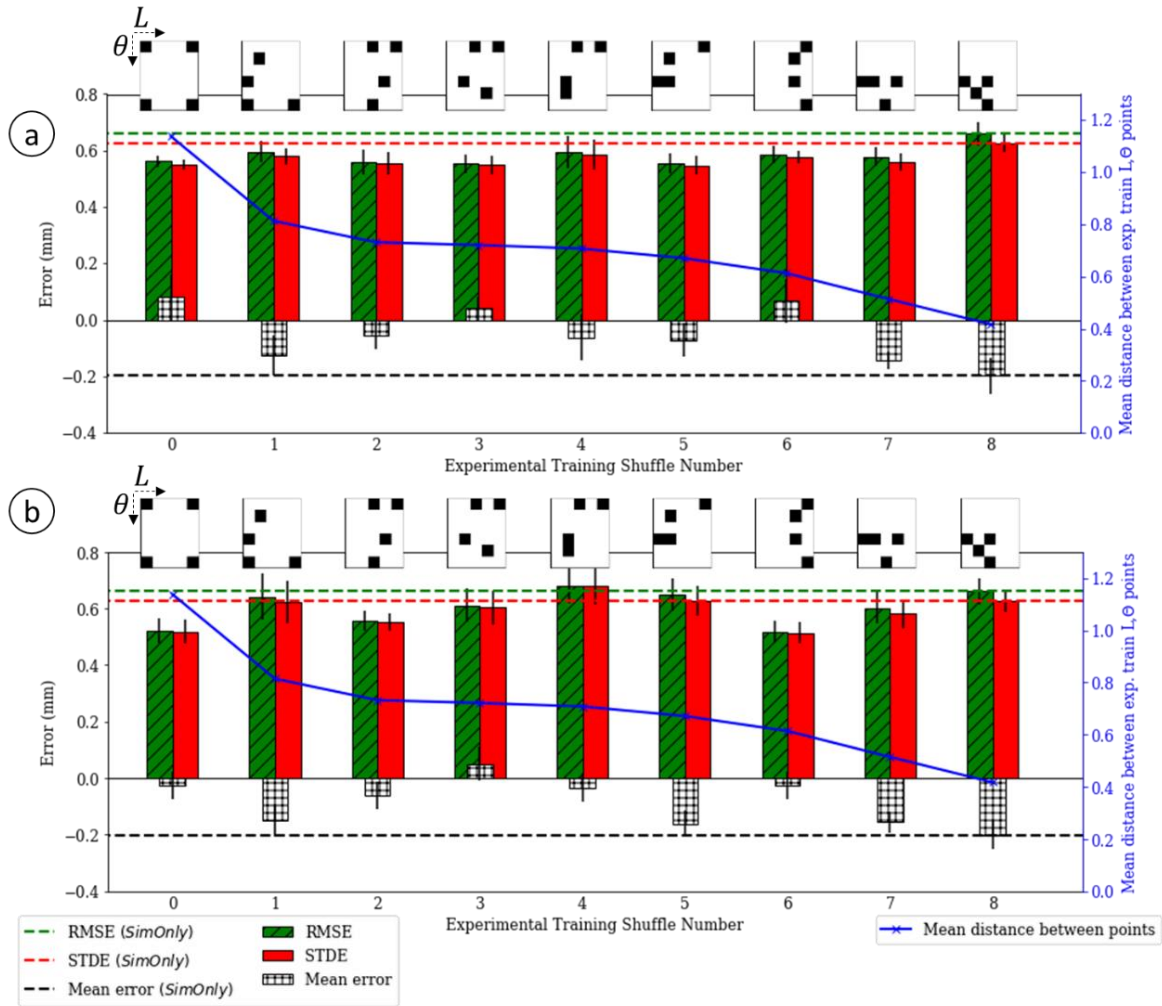 L
θ
a
0.8
0.6
0.4
0.2
0.0
−0.2
−0.4
Error (mm)
0 1 2 3 4 5 6 7 8
Experimental Training Shuffle Number
1.2
1.0
0.8
0.6
0.4
0.2
0.0
Mean distance between exp. train L,Θ points
L
θ
b
0.8
0.6
0.4
0.2
0.0
−0.2
−0.4
Error (mm)
0 1 2 3 4 5 6 7 8
Experimental Training Shuffle Number
1.2
1.0
0.8
0.6
0.4
0.2
0.0
Mean distance between exp. train L,Θ points
RMSE (SimOnly)
STDE (SimOnly)
Mean error (SimOnly)
RMSE
STDE
Mean error
Mean distance between points